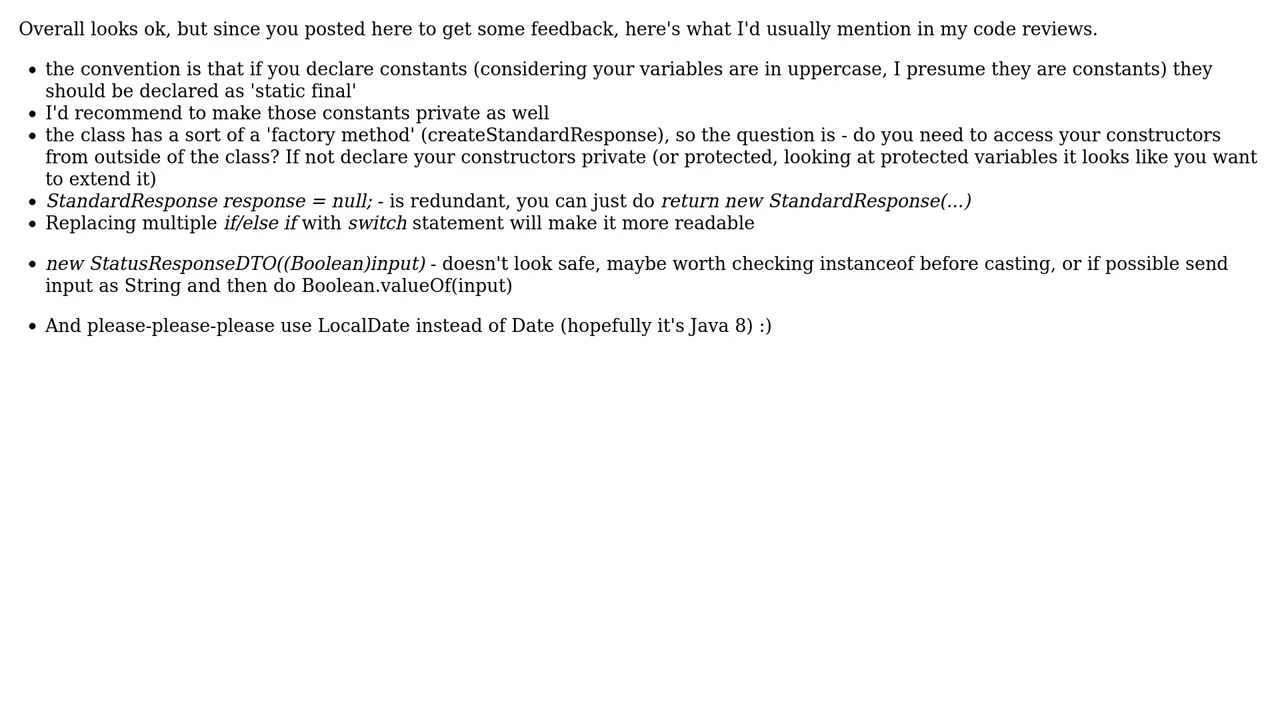 Overall looks ok, but since you posted here to get some feedback, here's what I'd usually mention in my code reviews.
• the convention is that if you declare constants (considering your variables are in uppercase, I presume they are constants) they
should be declared as 'static final'
• I'd recommend to make those constants private as well
• the class has a sort of a 'factory method' (createStandardResponse), so the question is - do you need to access your constructors
from outside of the class? If not declare your constructors private (or protected, looking at protected variables it looks like you want
to extend it)
• StandardResponse response = null; - is redundant, you can just do return new StandardResponse(...)
• Replacing multiple if/else if with switch statement will make it more readable
• new StatusResponseDTO((Boolean)input) - doesn't look safe, maybe worth checking instanceof before casting, or if possible send
input as String and then do Boolean.valueOf(input)
• And please-please-please use LocalDate instead of Date (hopefully it's Java 8) :)